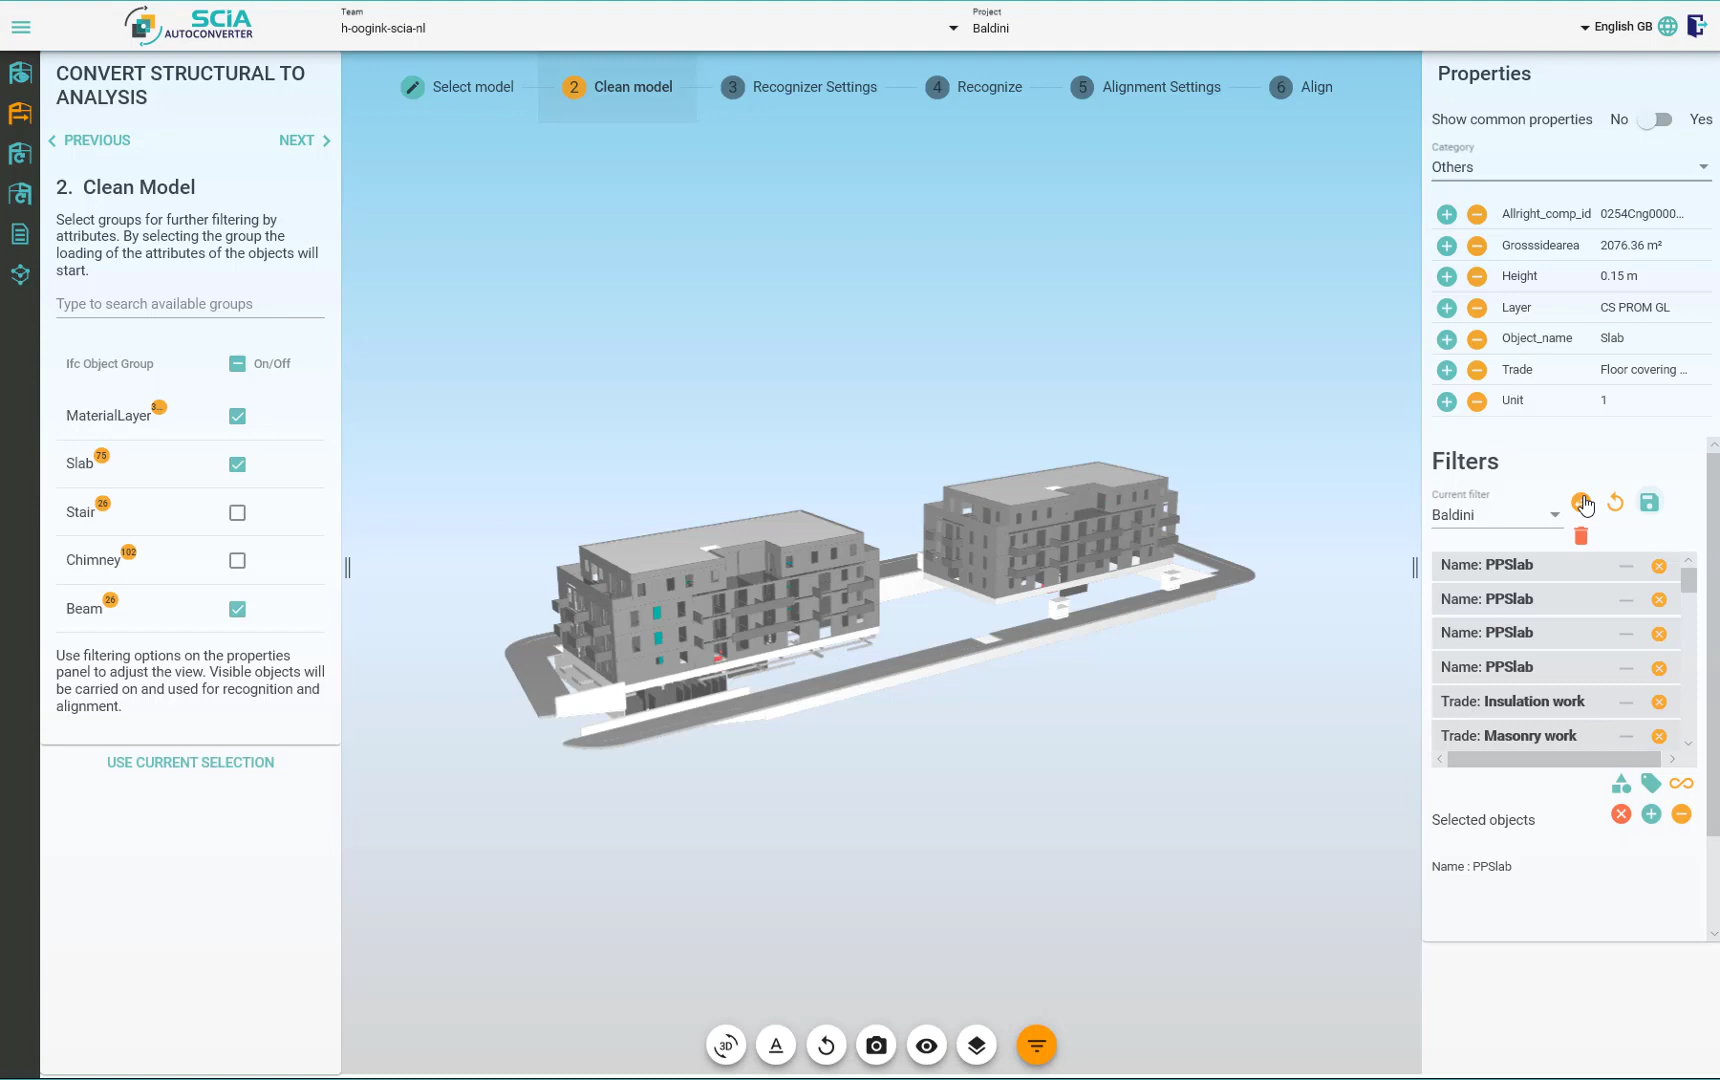 SCiA
AUTOCONVERTER
Team
h-oogink-scia-nl
Project
Baldini
English GB
CONVERT STRUCTURAL TO
ANALYSIS
PREVIOUS
NEXT
2. Clean Model
Select groups for further filtering by
attributes. By selecting the group the
loading of the attributes of the objects will
start.
Type to search available groups
Ifc Object Group
On/Off
MaterialLayer 3...
Slab 75
Stair 26
Chimney 102
Beam 26
Use filtering options on the properties
panel to adjust the view. Visible objects will
be carried on and used for recognition and
alignment.
USE CURRENT SELECTION
Select model
2 Clean model
3 Recognizer Settings
4 Recognize
5 Alignment Settings
6 Align
3D
A
Properties
Show common properties No Yes
Category
Others
Allright_comp_id 0254Cng0000...
Grosssidearea 2076.36 m²
Height 0.15 m
Layer CS PROM GL
Object_name Slab
Trade Floor covering ...
Unit 1
Filters
Current filter
Baldini
Name: PPSlab
Name: PPSlab
Name: PPSlab
Name: PPSlab
Trade: Insulation work
Trade: Masonry work
Selected objects
Name : PPSlab